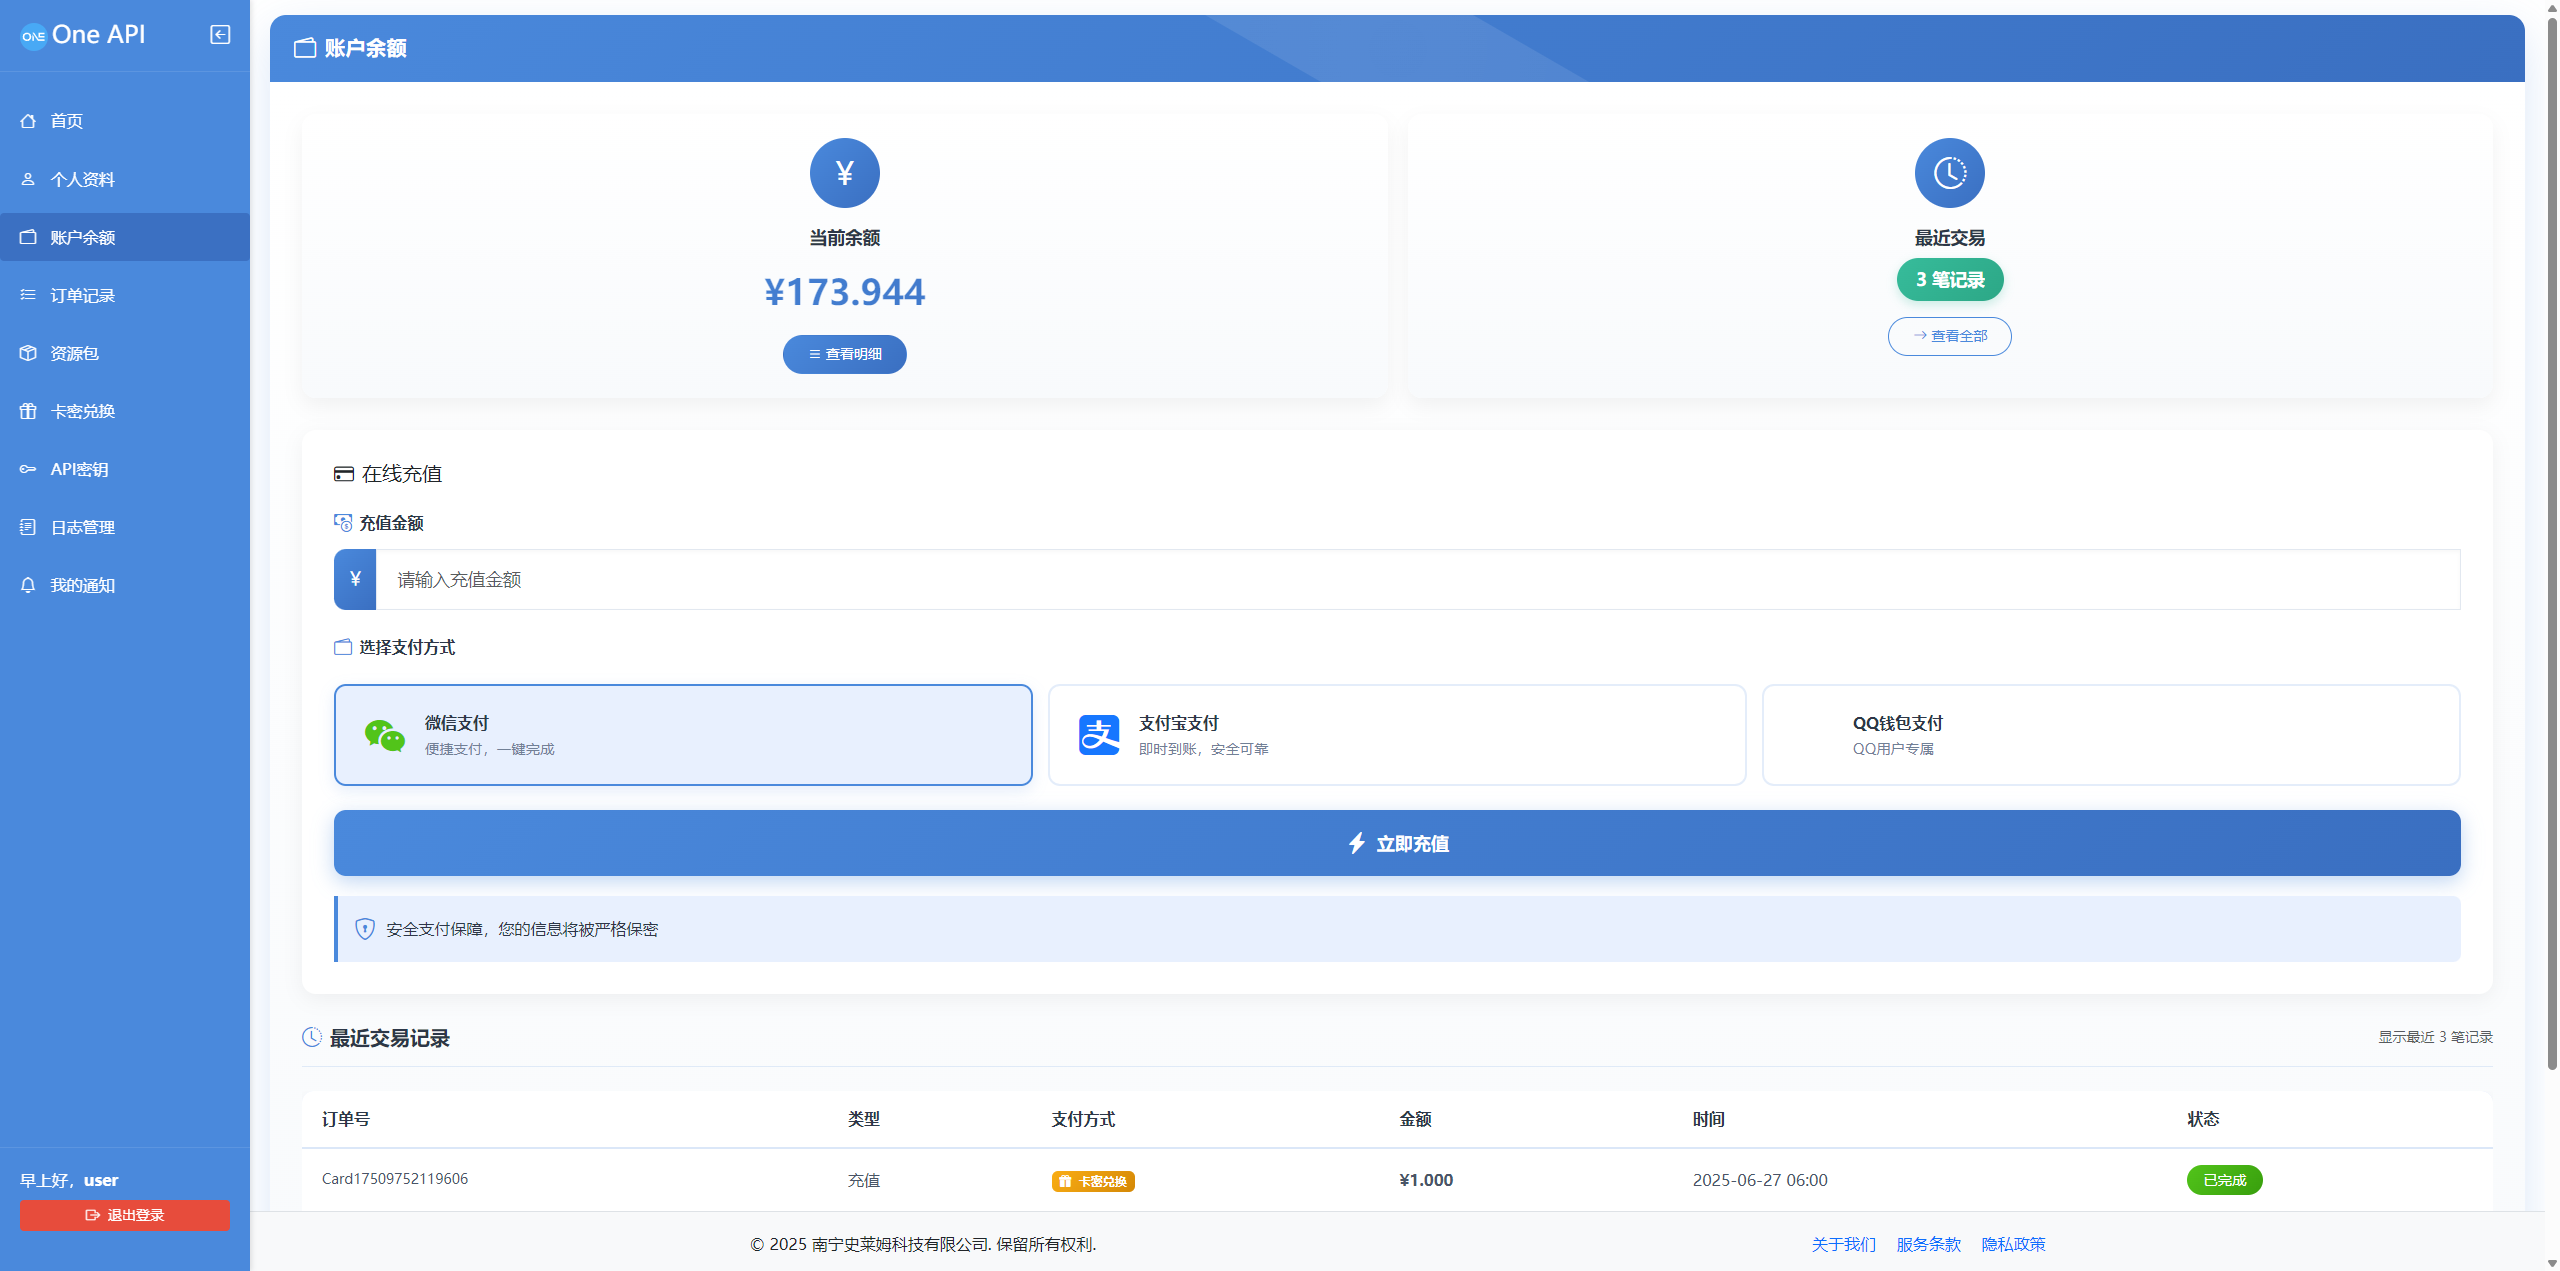 ONE One API
首页
个人资料
账户余额
订单记录
资源包
卡密兑换
API密钥
日志管理
我的通知
早上好，user
退出登录
账户余额
¥
当前余额
¥173.944
查看明细
最近交易
3 笔记录
查看全部
在线充值
充值金额
¥ 请输入充值金额
选择支付方式
微信支付
便捷支付，一键完成
支
支付宝支付
即时到账，安全可靠
QQ钱包支付
QQ用户专属
立即充值
安全支付保障，您的信息将被严格保密
最近交易记录
显示最近 3 笔记录
订单号 类型 支付方式 金额 时间 状态
Card17509752119606 充值 卡密兑换 ¥1.000 2025-06-27 06:00 已完成
© 2025 南宁史莱姆科技有限公司. 保留所有权利.
关于我们 服务条款 隐私政策